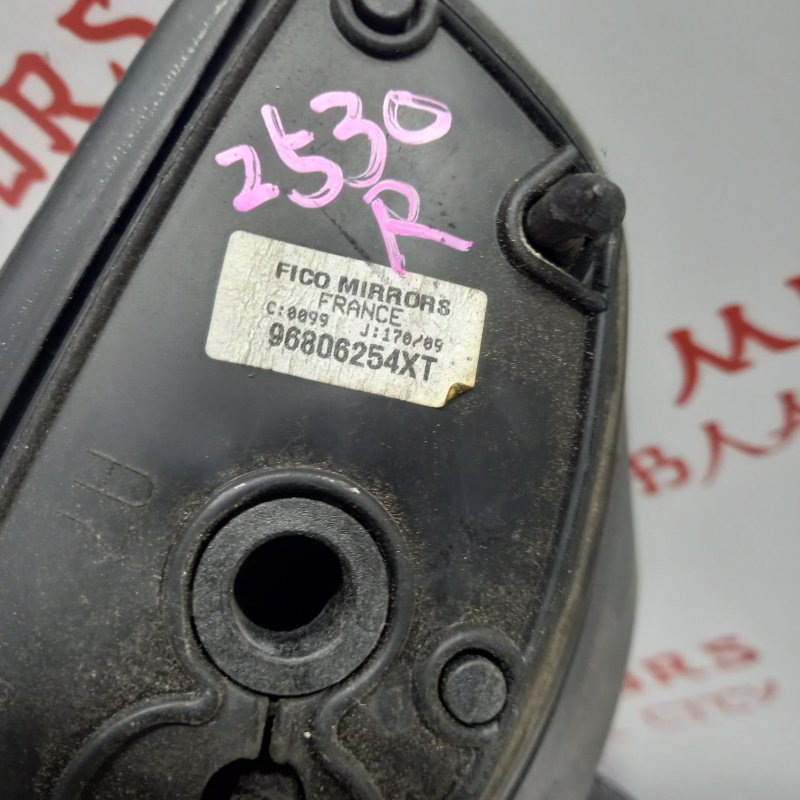 2530
R
FICO MIRRORS
FRANCE
C:0099 J:170/09
96806254XT